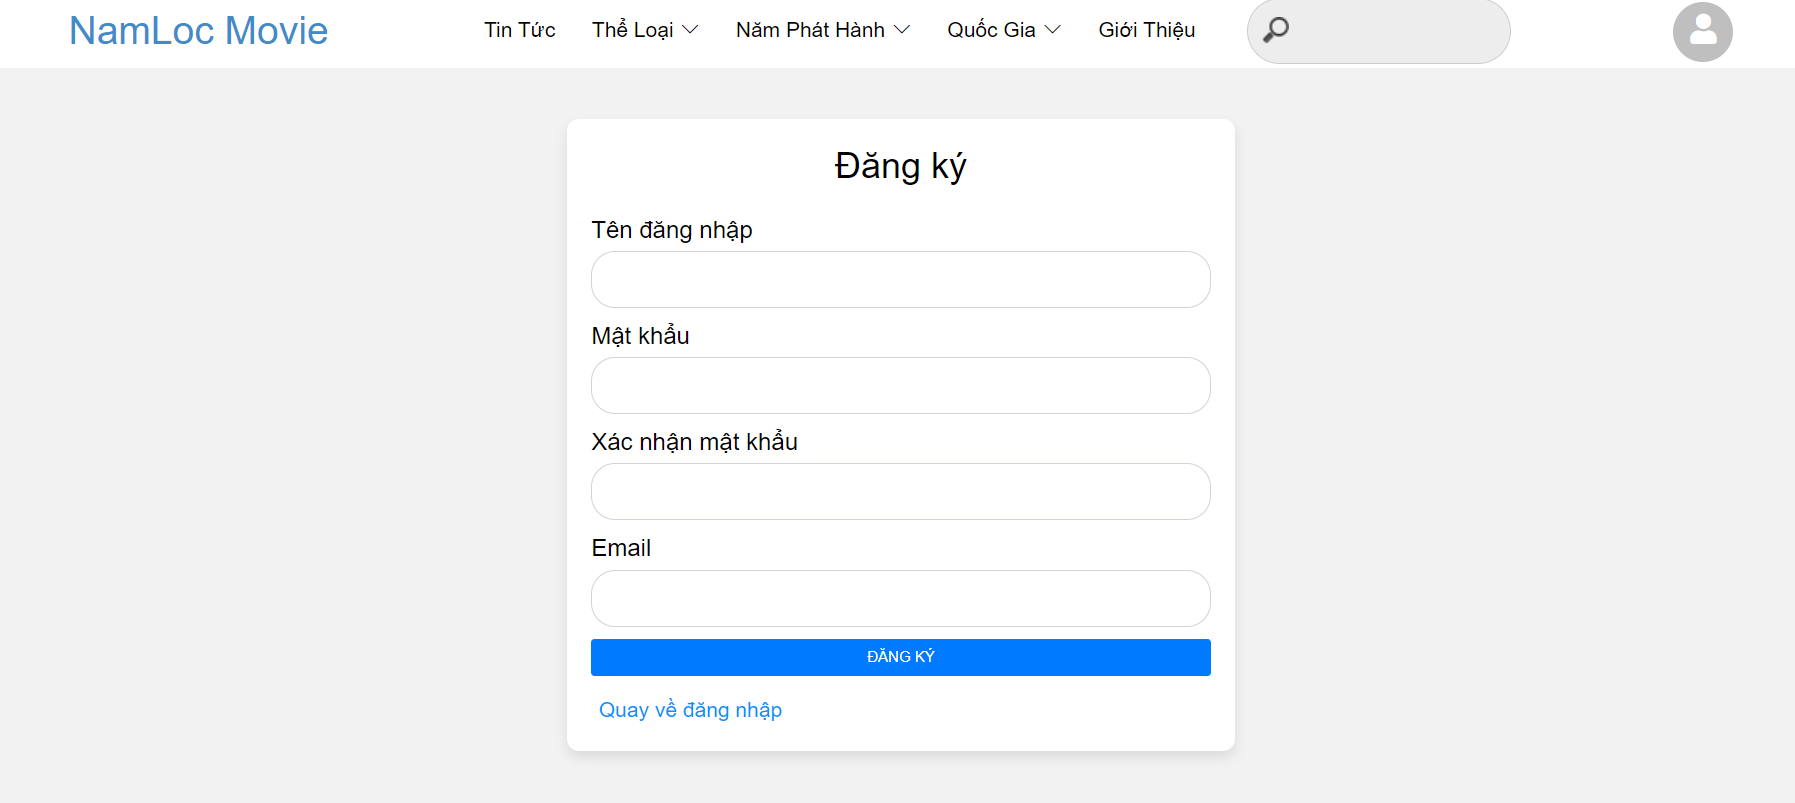 NamLoc Movie Tin Tức Thể Loại Năm Phát Hành Quốc Gia Giới Thiệu
Đăng ký
Tên đăng nhập
Mật khẩu
Xác nhận mật khẩu
Email
ĐĂNG KÝ
Quay về đăng nhập